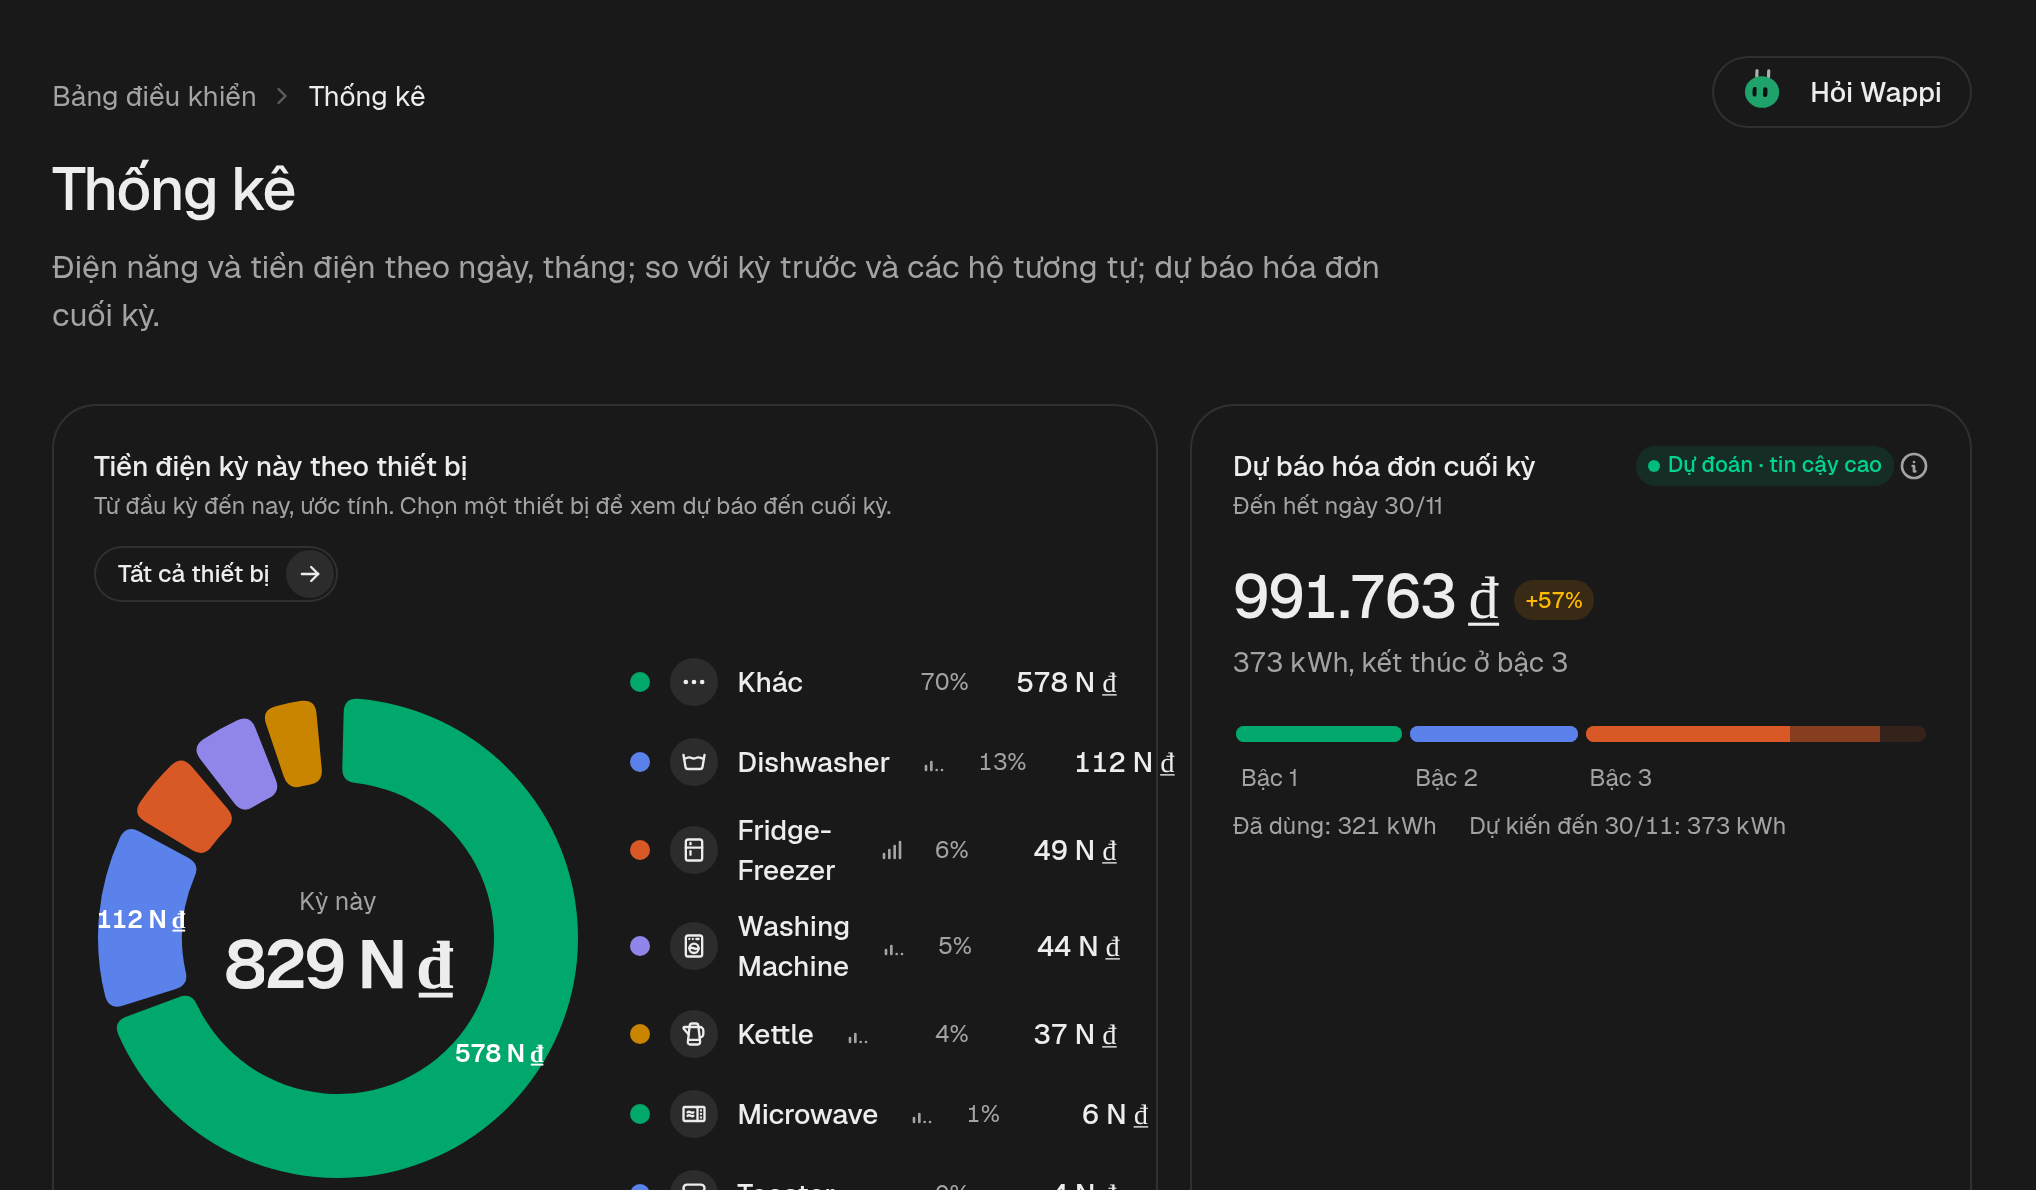 Bảng điều khiển > Thống kê
Hỏi Wappi
Thống kê
Điện năng và tiền điện theo ngày, tháng; so với kỳ trước và các hộ tương tự; dự báo hóa đơn
cuối kỳ.
Tiền điện kỳ này theo thiết bị
Từ đầu kỳ đến nay, ước tính. Chọn một thiết bị để xem dự báo đến cuối kỳ.
Tất cả thiết bị
Kỳ này
829 N ₫
112 N ₫
578 N ₫
Khác 70% 578 N ₫
Dishwasher 13% 112 N ₫
Fridge-
Freezer 6% 49 N ₫
Washing
Machine 5% 44 N ₫
Kettle 4% 37 N ₫
Microwave 1% 6 N ₫
Toaster 0% 4 N ₫
Dự báo hóa đơn cuối kỳ
Dự đoán · tin cậy cao
Đến hết ngày 30/11
991.763 ₫ +57%
373 kWh, kết thúc ở bậc 3
Bậc 1 Bậc 2 Bậc 3
Đã dùng: 321 kWh Dự kiến đến 30/11: 373 kWh